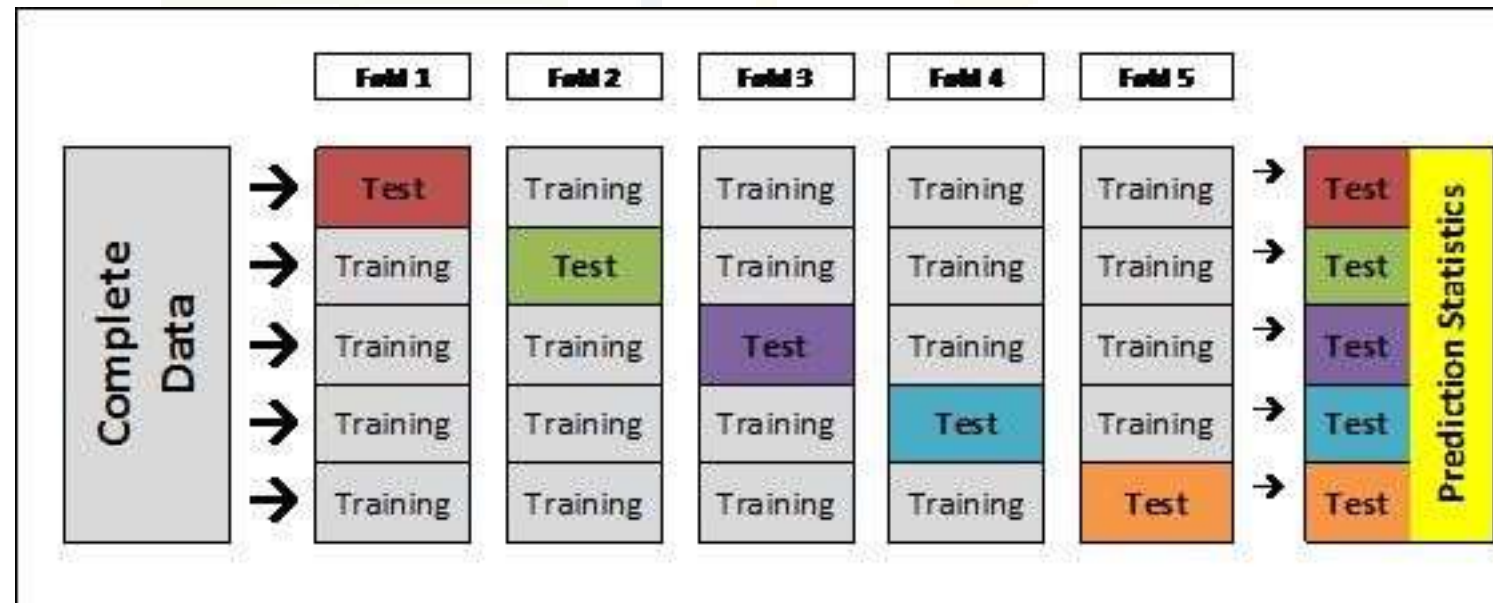 Fold 1 Fold 2 Fold 3 Fold 4 Fold 5
Complete
Data
Test Training Training Training Training Test
Training Test Training Training Training Test
Training Training Test Training Training Test
Training Training Training Test Training Test
Training Training Training Training Test Test
Prediction Statistics